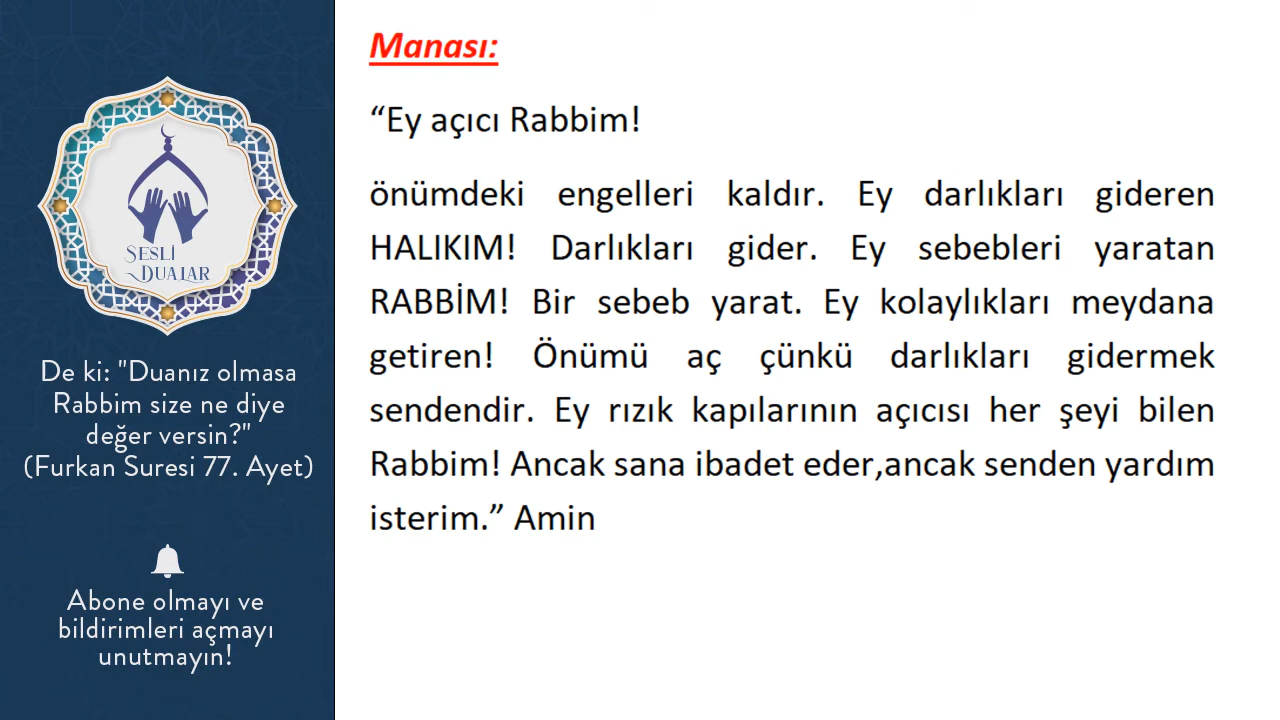 SESLİ
DUALAR
De ki: "Duanız olmasa
Rabbim size ne diye
değer versin?"
(Furkan Suresi 77. Ayet)
Abone olmayı ve
bildirimleri açmayı
unutmayın!
Manası:
“Ey açıcı Rabbim!
önümdeki engelleri kaldır. Ey darlıkları gideren
HALIKIM! Darlıkları gider. Ey sebebleri yaratan
RABBİM! Bir sebeb yarat. Ey kolaylıkları meydana
getiren! Önümü aç çünkü darlıkları gidermek
sendendir. Ey rızık kapılarının açıcısı her şeyi bilen
Rabbim! Ancak sana ibadet eder,ancak senden yardım
isterim.” Amin